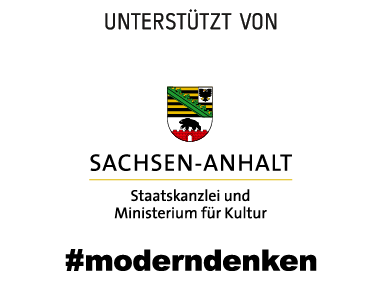 UNTERSTÜTZT VON
SACHSEN-ANHALT
Staatskanzlei und
Ministerium für Kultur
#moderndenken